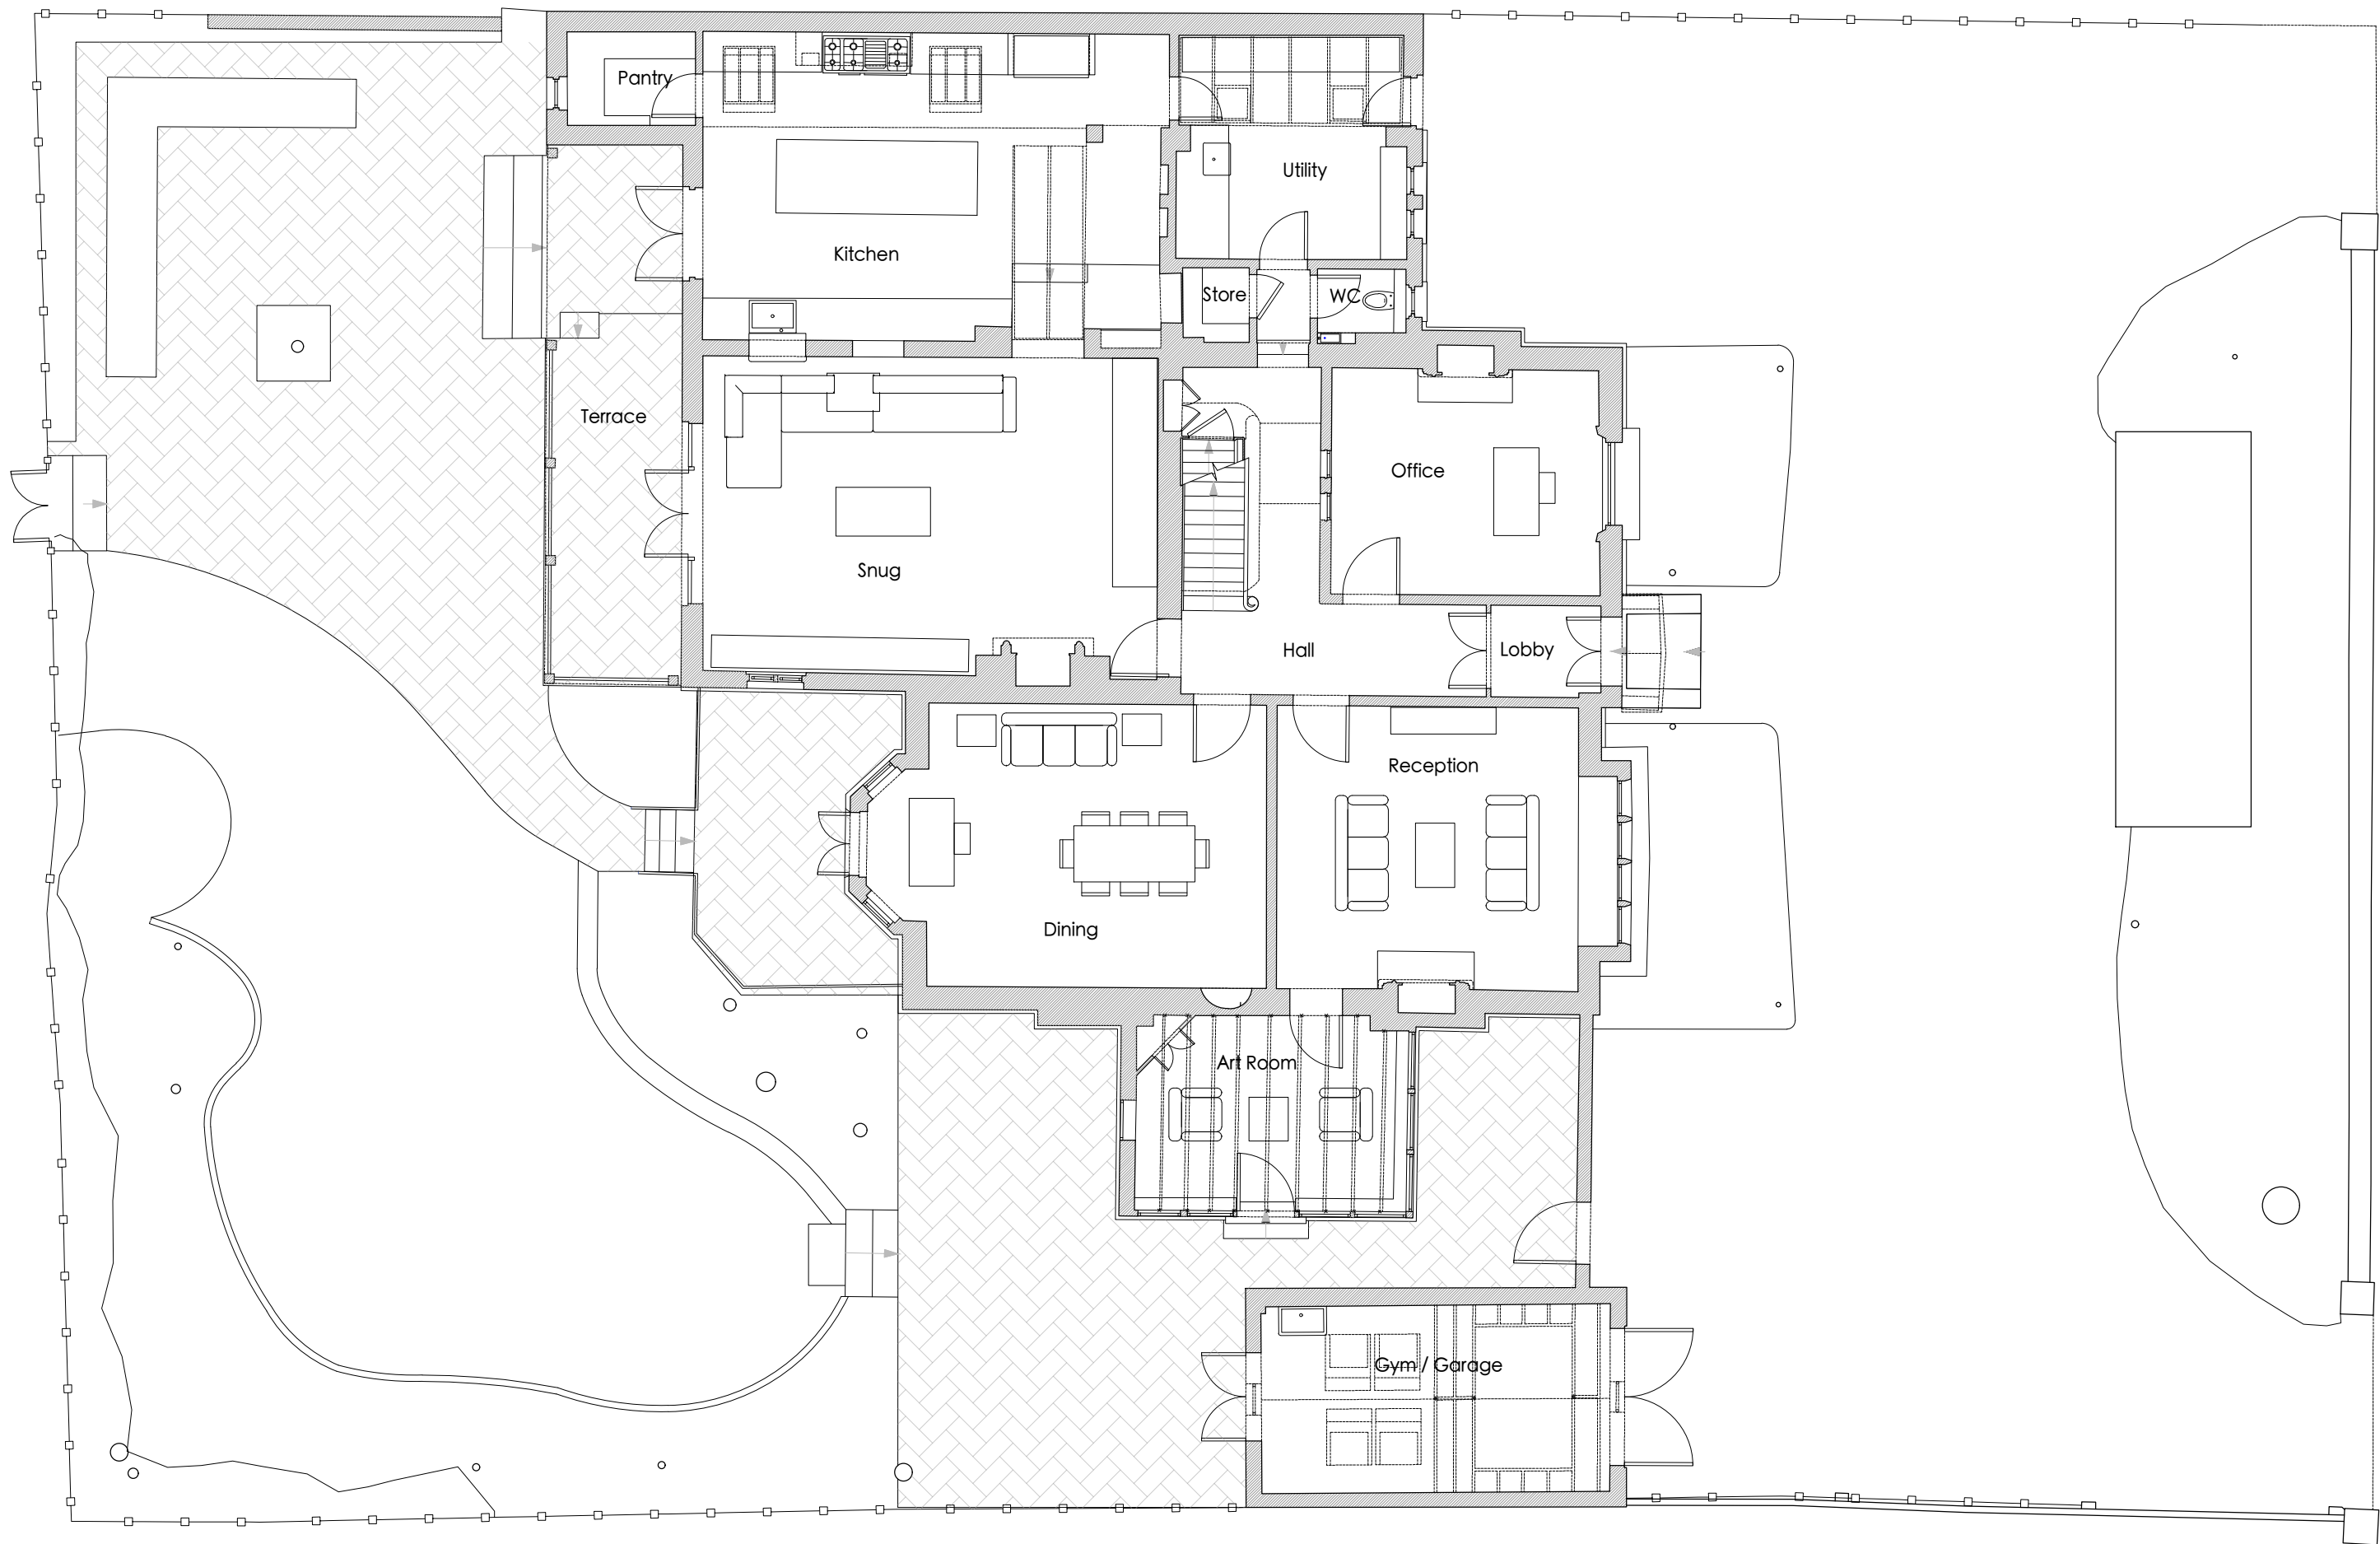 Pantry
Utility
Kitchen
Store
WC
Terrace
Office
Snug
Hall
Lobby
Reception
Dining
Art Room
Gym / Garage